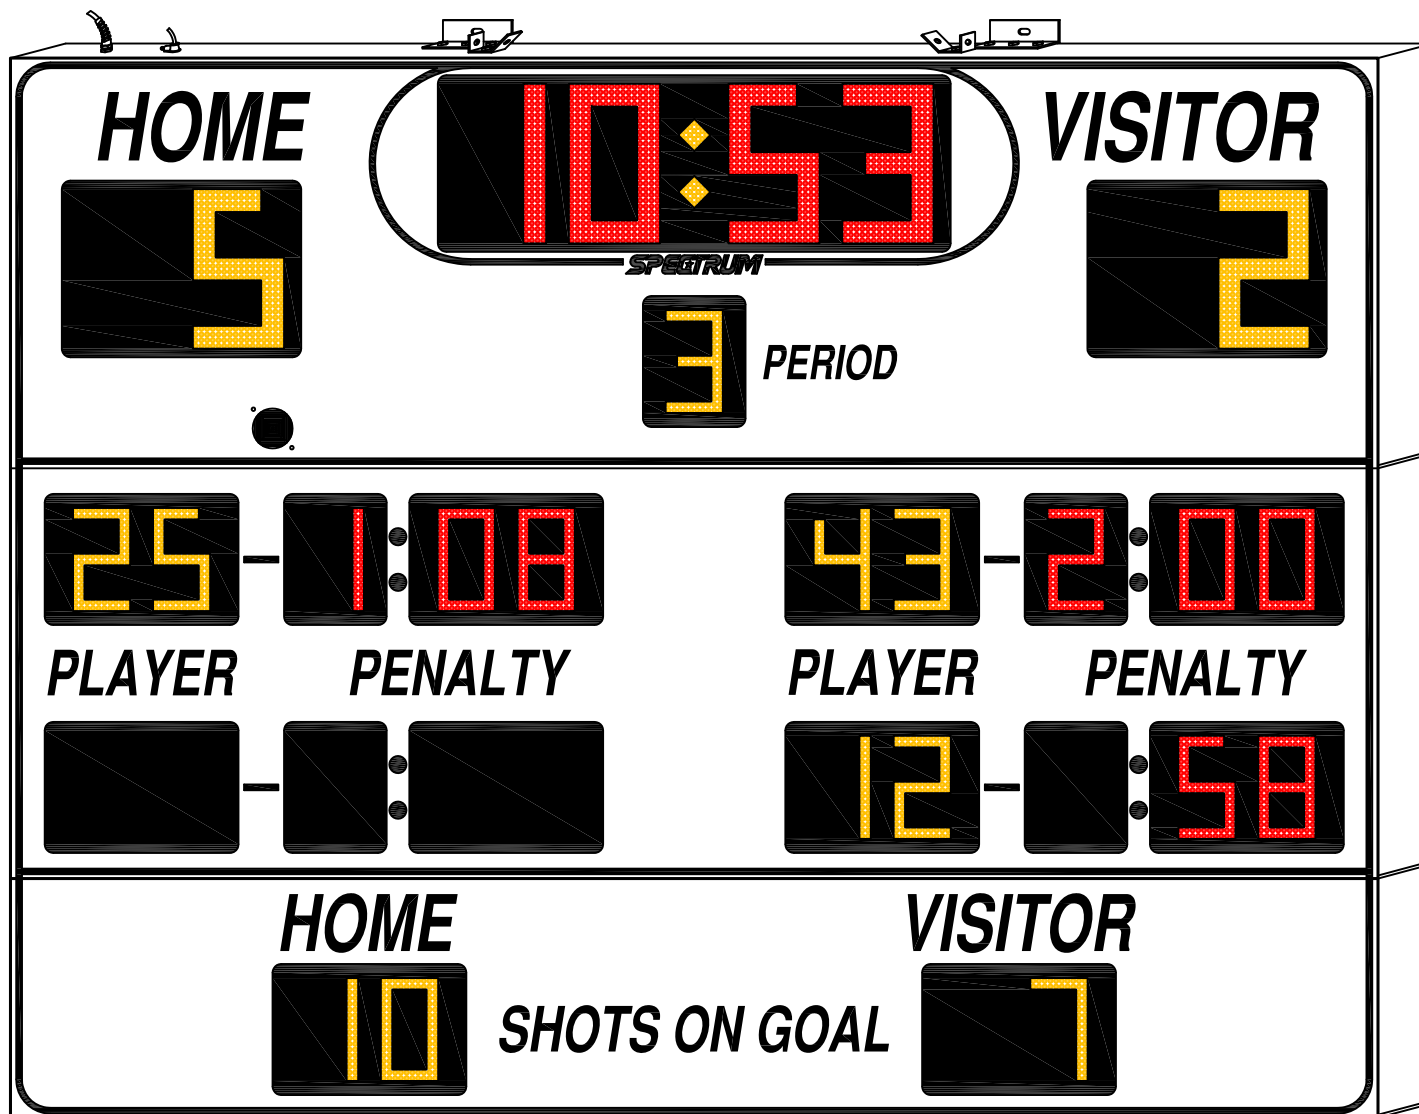 HOME 10:53 VISITOR
5 2
SPECTRUM
3 PERIOD
25 - 1 08 43 - 2 00
PLAYER PENALTY PLAYER PENALTY
- 12 - 58
HOME VISITOR
10 SHOTS ON GOAL 7